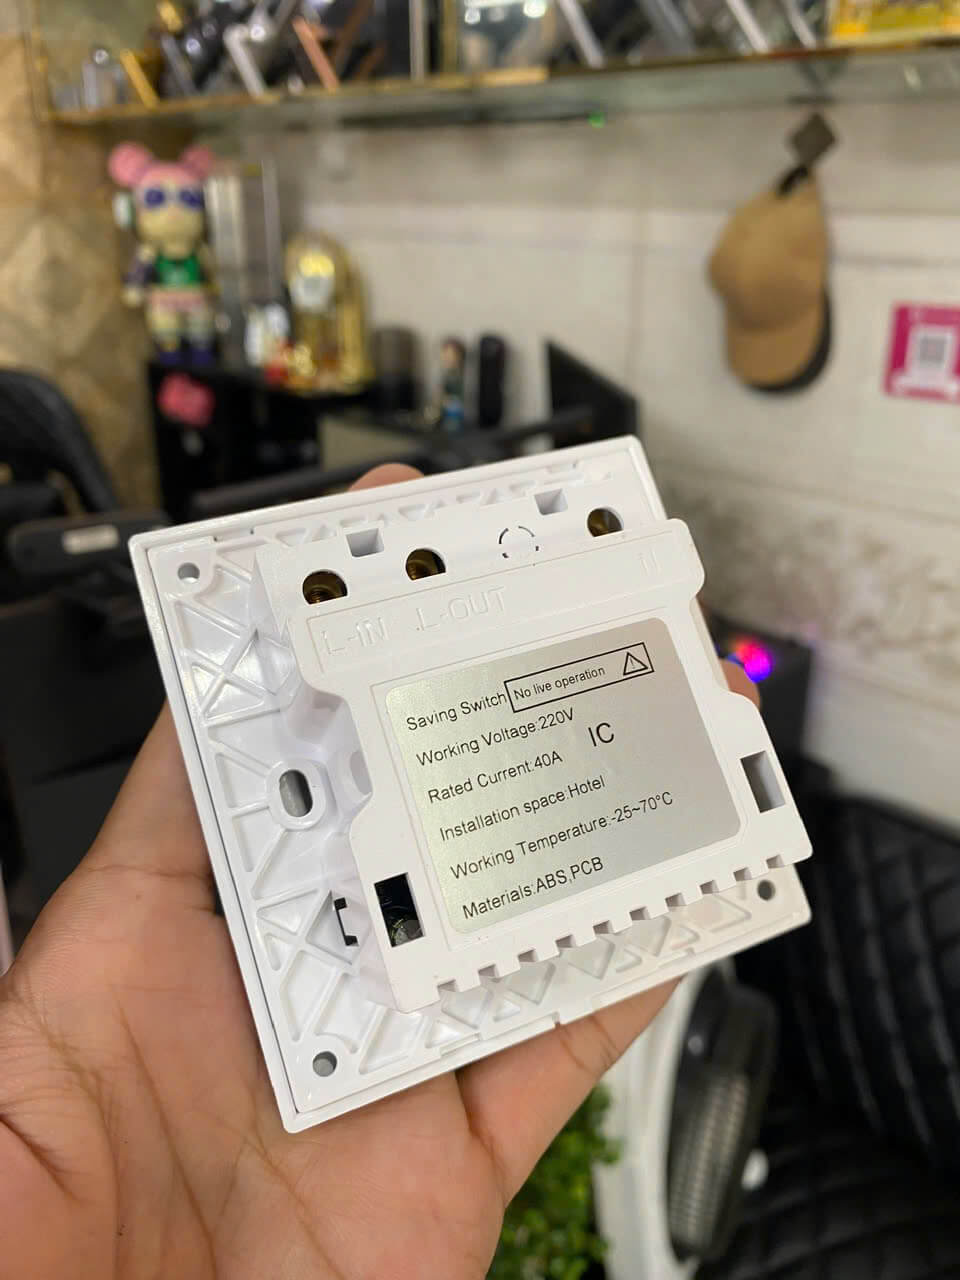 L-IN L-OUT N
Saving Switch No live operation
Working Voltage:220V
IC
Rated Current:40A
Installation space:Hotel
Working Temperature:-25~70°C
Materials:ABS,PCB